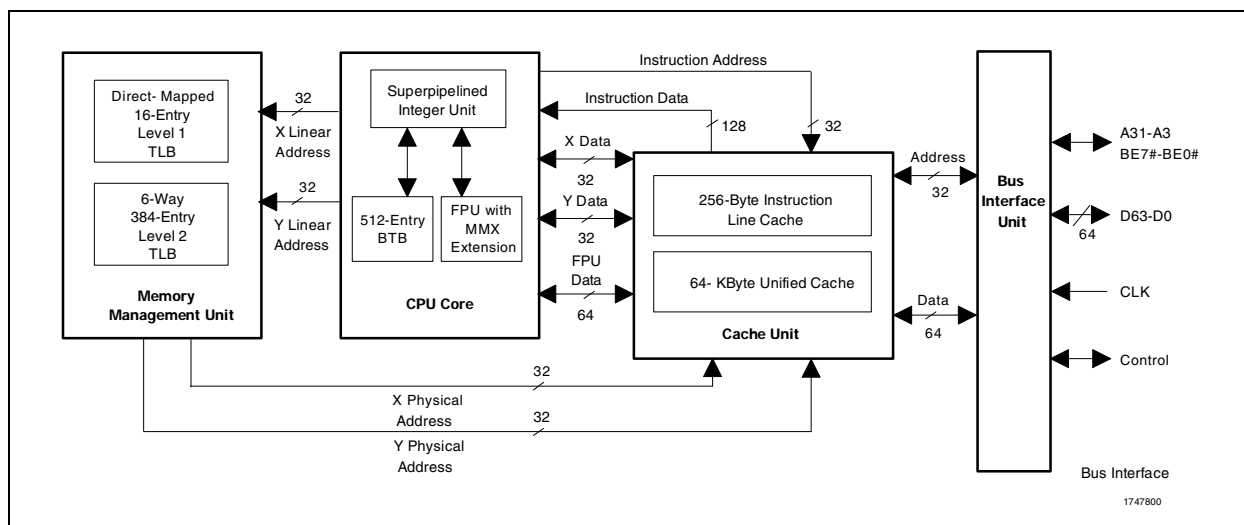 Direct- Mapped
16-Entry
Level 1
TLB
6-Way
384-Entry
Level 2
TLB
Memory
Management Unit
32
X Linear
Address
32
Y Linear
Address
Superpipelined
Integer Unit
512-Entry
BTB
FPU with
MMX
Extension
CPU Core
Instruction Address
Instruction Data
128
32
X Data
32
Y Data
32
FPU
Data
64
256-Byte Instruction
Line Cache
64- KByte Unified Cache
Cache Unit
Address
32
Data
64
Bus
Interface
Unit
A31-A3
BE7#-BE0#
D63-D0
64
CLK
Control
32
X Physical
Address
32
Y Physical
Address
Bus Interface
1747800